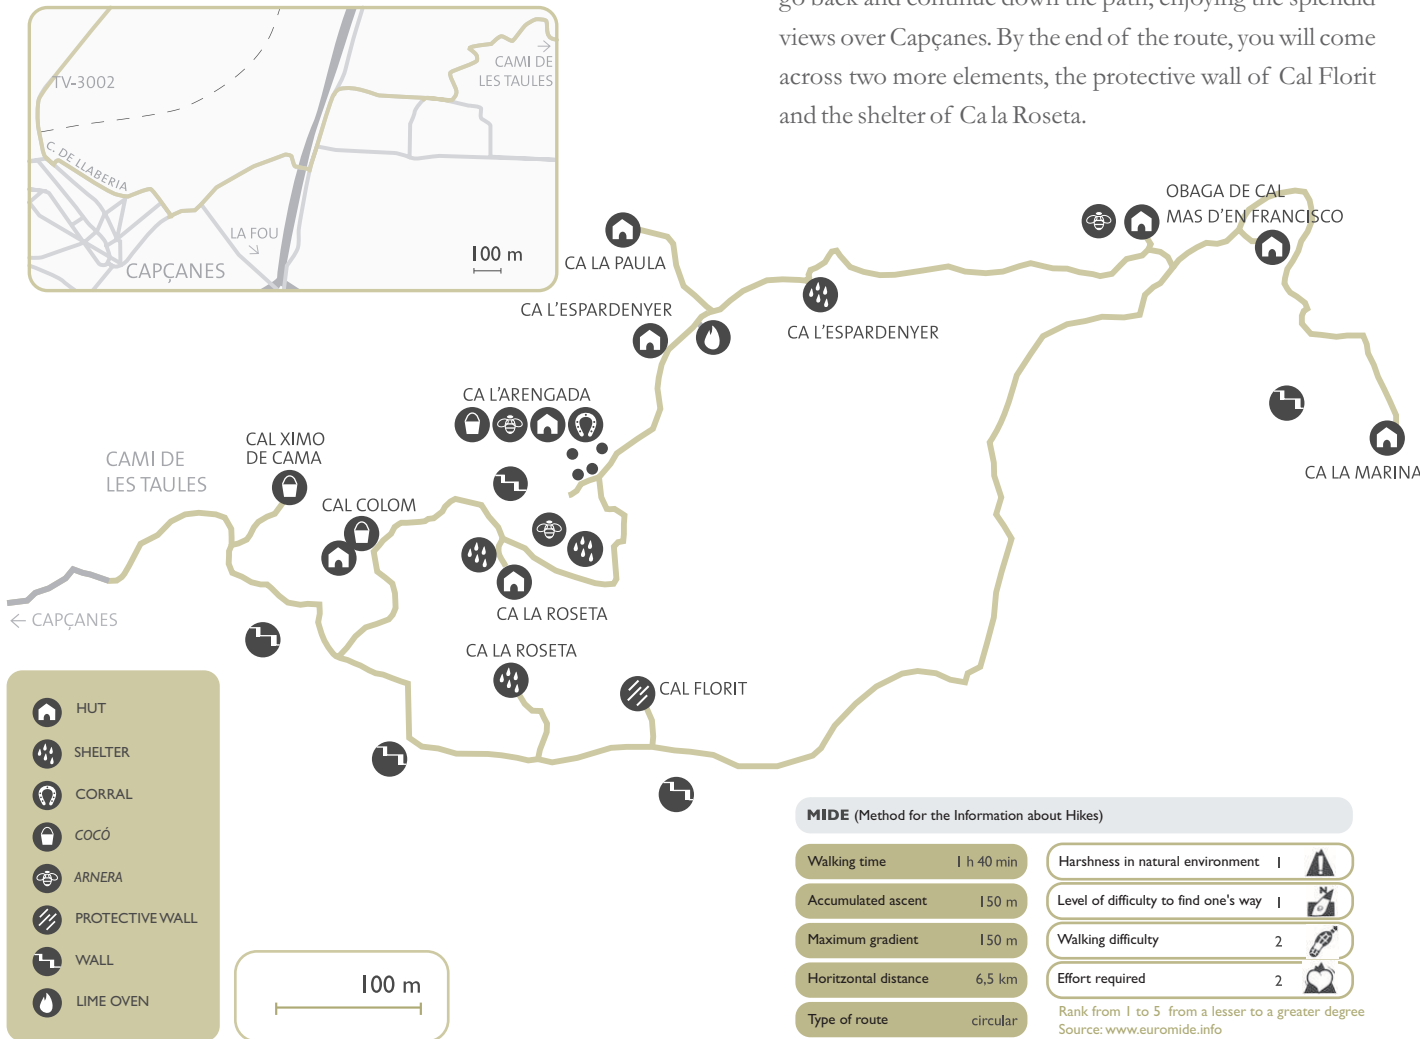 go back and continue down the path, enjoying the splendid
views over Capçanes. By the end of the route, you will come
across two more elements, the protective wall of Cal Florit
and the shelter of Ca la Roseta.
TV-3002
CAMI DE
LES TAULES
C. DE LLABERIA
LA FOU
CAPÇANES
100 m
OBAGA DE CAL
MAS D'EN FRANCISCO
CA LA PAULA
CA L'ESPARDENYER
CA L'ESPARDENYER
CA L'ARENGADA
CAL XIMO
DE CAMA
CAMI DE
LES TAULES
CAL COLOM
CA LA MARINA
CA LA ROSETA
← CAPÇANES
CA LA ROSETA
CAL FLORIT
HUT
SHELTER
CORRAL
COCÓ
ARNERA
PROTECTIVE WALL
WALL
LIME OVEN
100 m
MIDE (Method for the Information about Hikes)
Walking time 1 h 40 min
Accumulated ascent 150 m
Maximum gradient 150 m
Horitzontal distance 6,5 km
Type of route circular
Harshness in natural environment 1
Level of difficulty to find one's way 1
N
Walking difficulty 2
Effort required 2
Rank from 1 to 5 from a lesser to a greater degree
Source: www.euromide.info